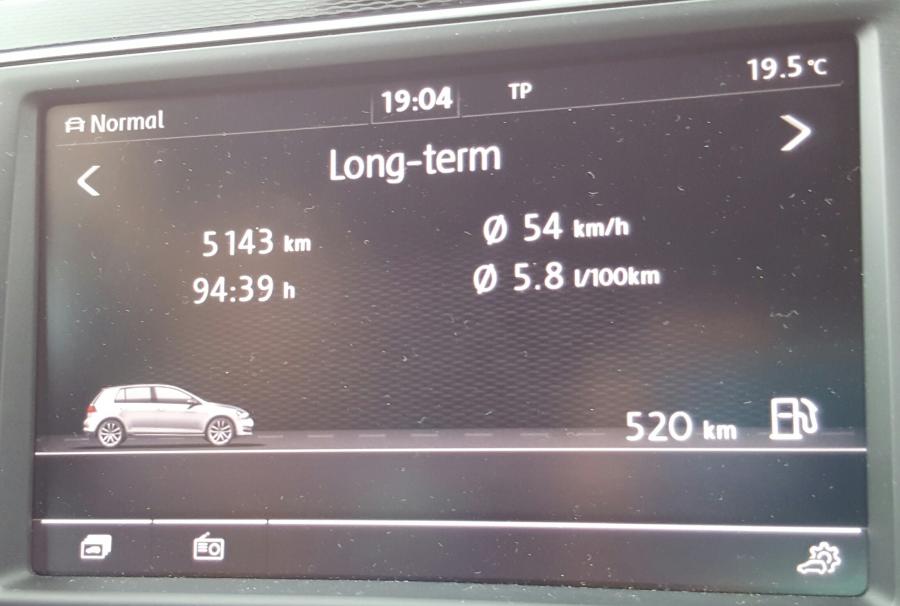 Normal 19:04 TP 19.5°C
Long-term
5143 km Ø 54 km/h
94:39 h Ø 5.8 l/100km
520 km